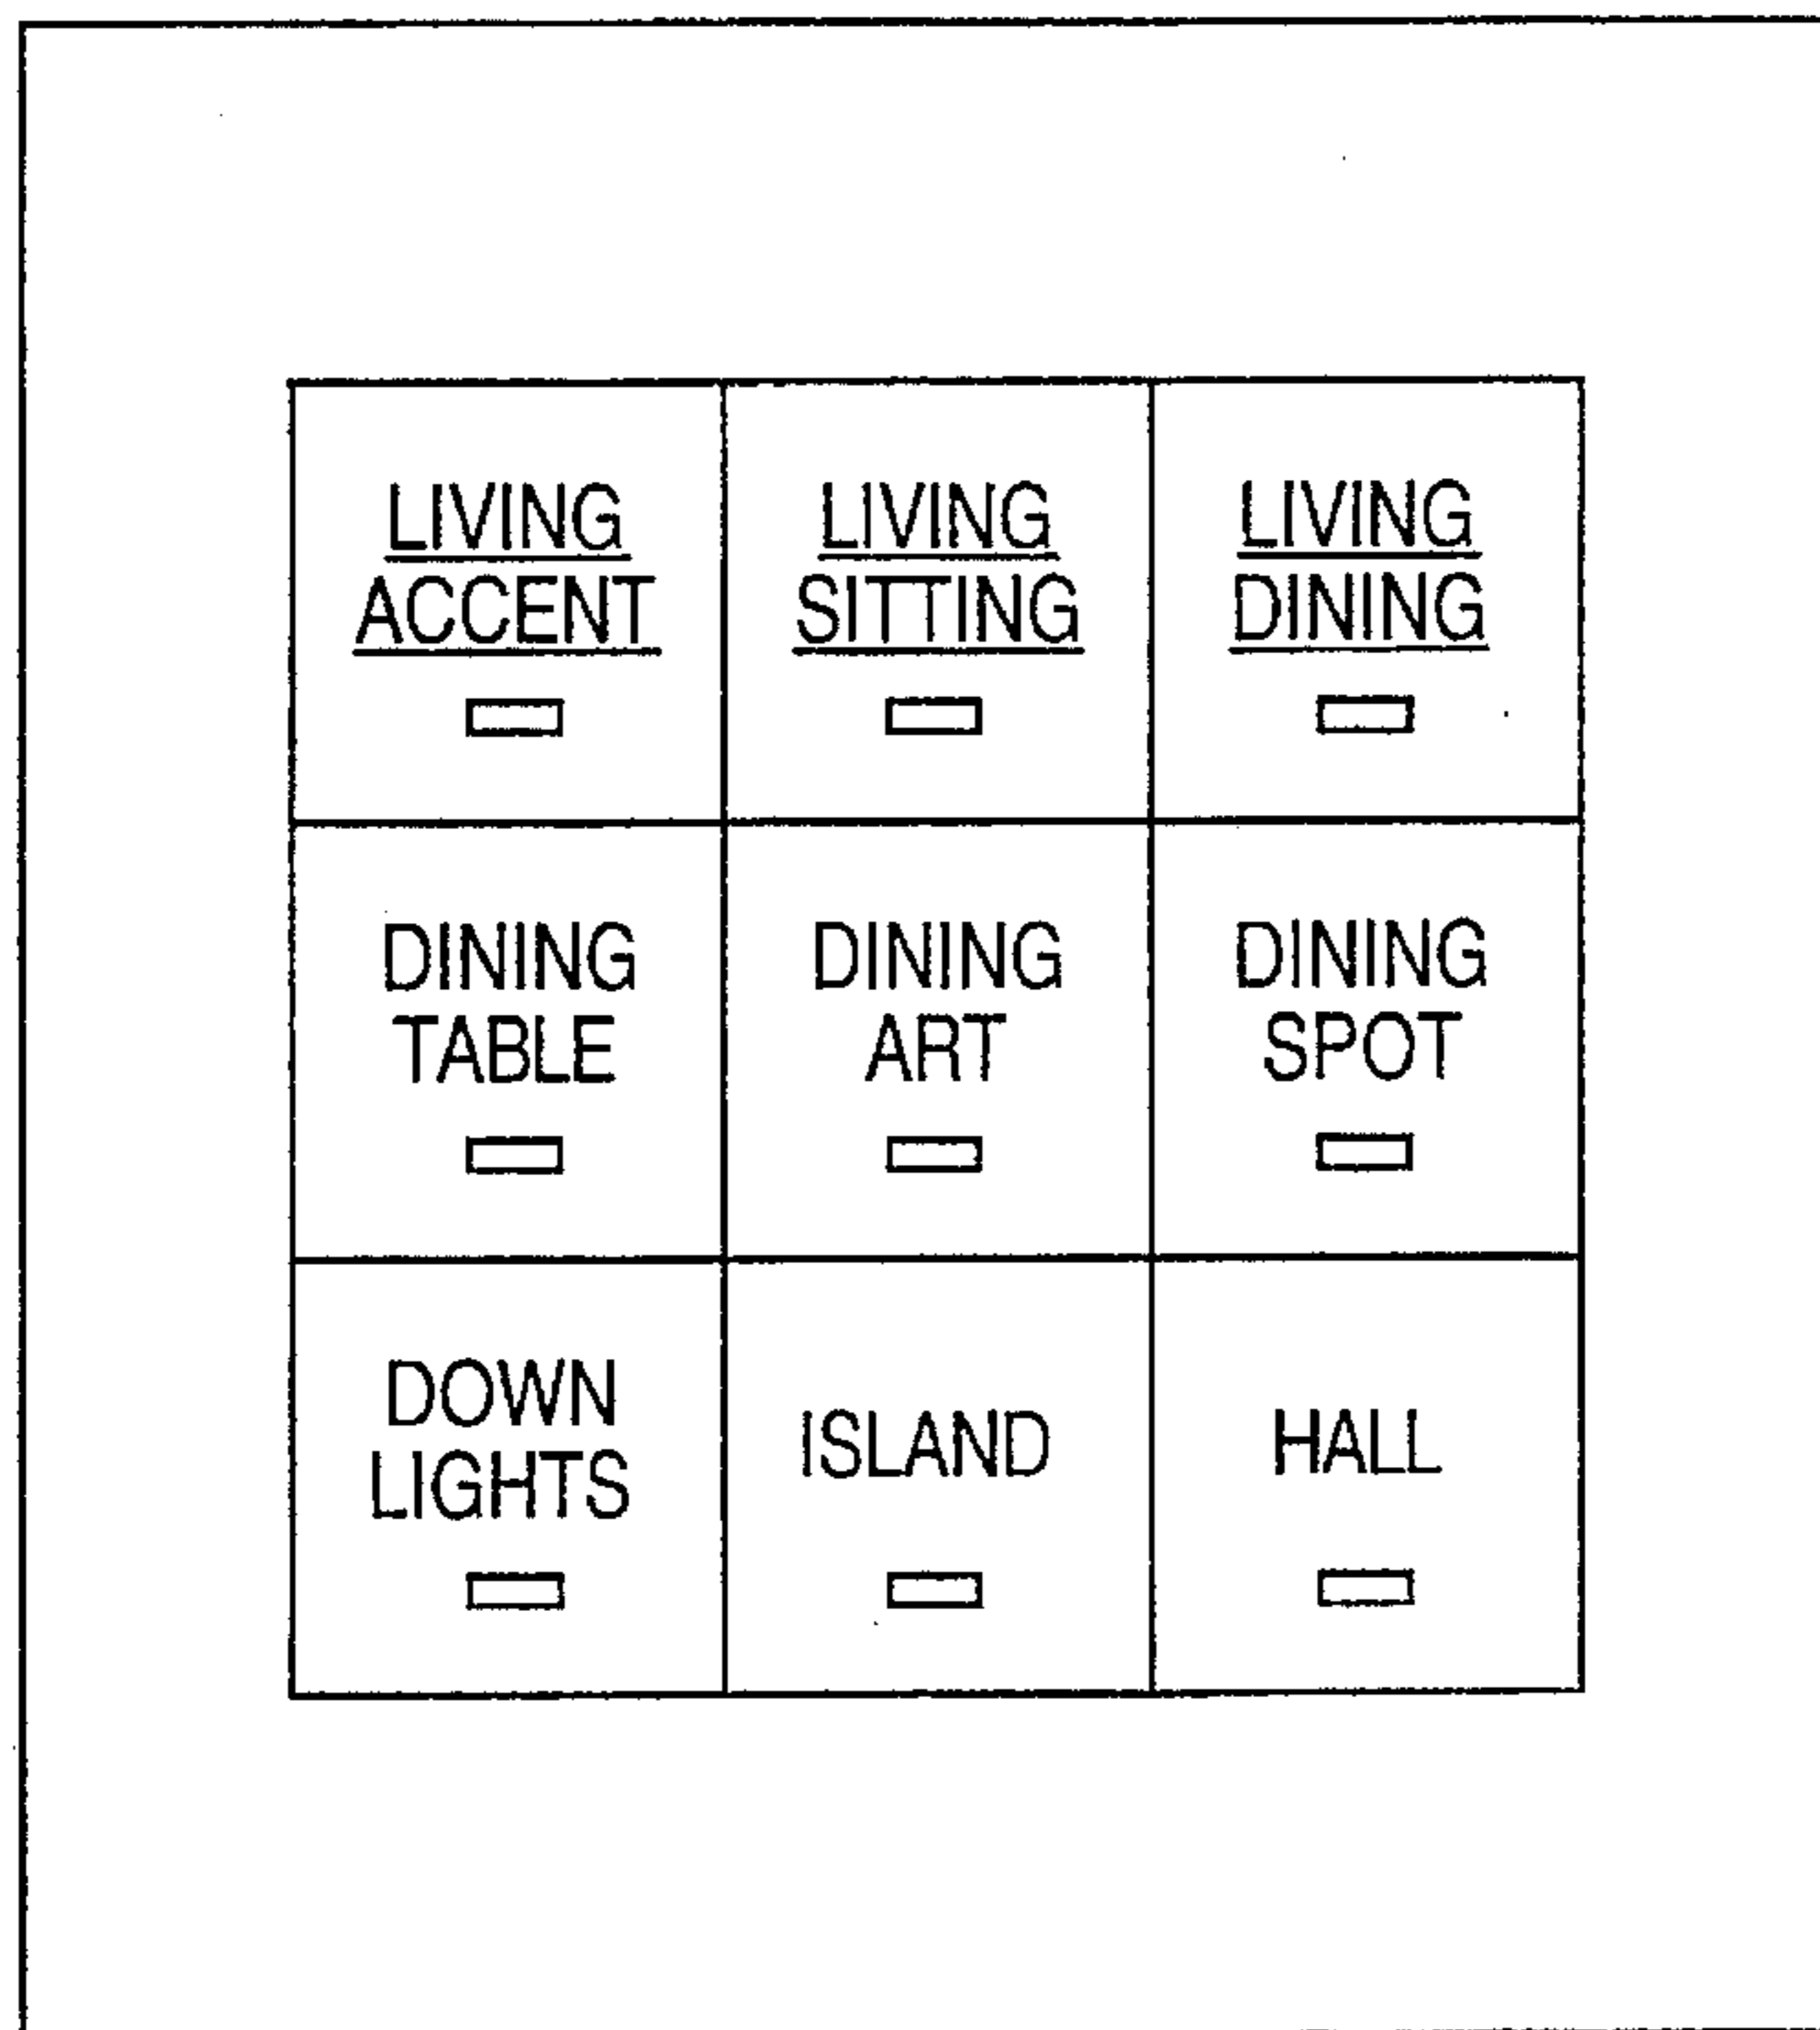 LIVING
ACCENT
LIVING
SITTING
LIVING
DINING
DINING
TABLE
DINING
ART
DINING
SPOT
DOWN
LIGHTS
ISLAND
HALL